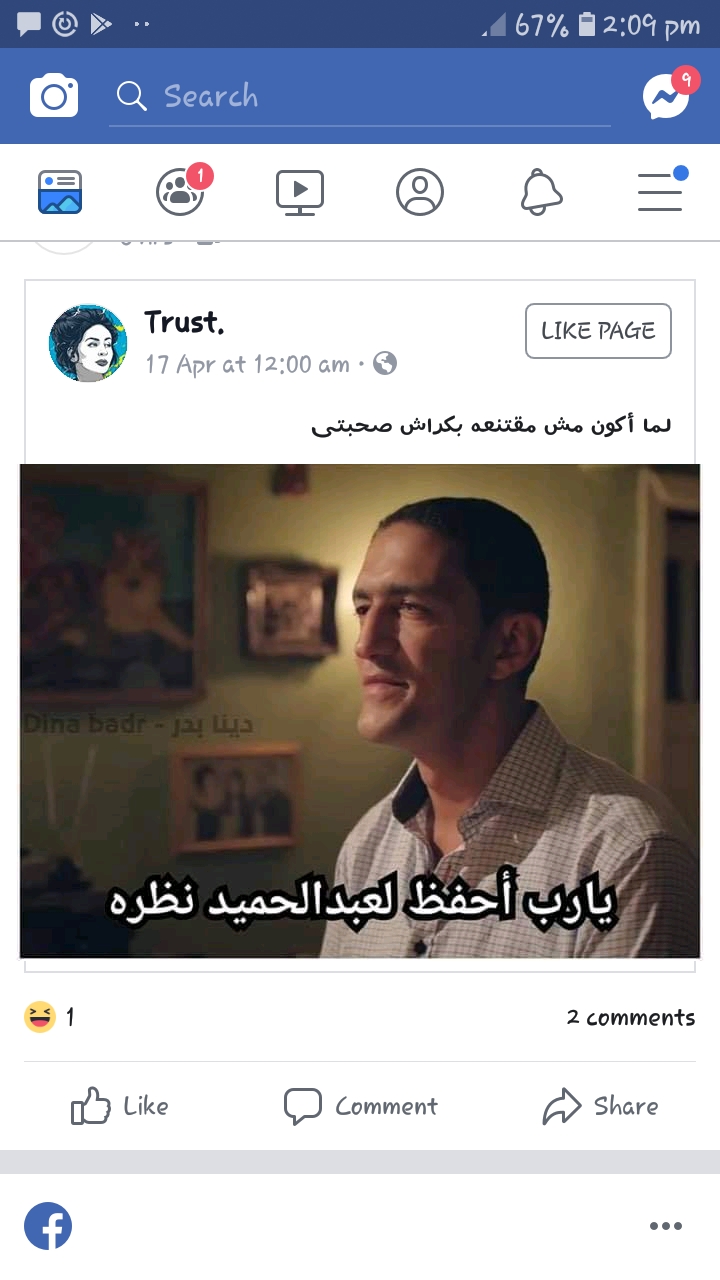 67% 2:09 pm
Search
9
1
Trust.
17 Apr at 12:00 am ·
LIKE PAGE
لما أكون مش مقتنعه بكراش صحبتى
Dina badr - دينا بدر
يارب أحفظ لعبدالحميد نظره
1
2 comments
Like
Comment
Share